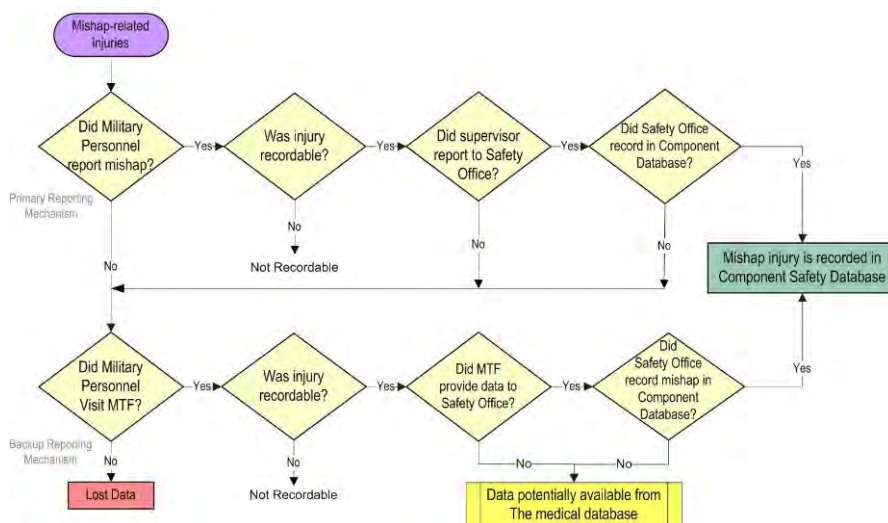 Mishap-related
injuries
Did Military
Personnel
report mishap?
Yes
Was injury
recordable?
Yes
Did supervisor
report to Safety
Office?
Yes
Did Safety Office
record in Component
Database?
Yes
Primary Reporting
Mechanism
No
No
Not Recordable
No
No
Mishap injury is recorded in
Component Safety Database
Did Military
Personnel
Visit MTF?
Yes
Was injury
recordable?
Yes
Did MTF
provide data to
Safety Office?
Yes
Did
Safety Office
record mishap in
Component
Database?
Yes
Backup Reporting
Mechanism
No
Lost Data
No
Not Recordable
No
No
Data potentially available from
The medical database